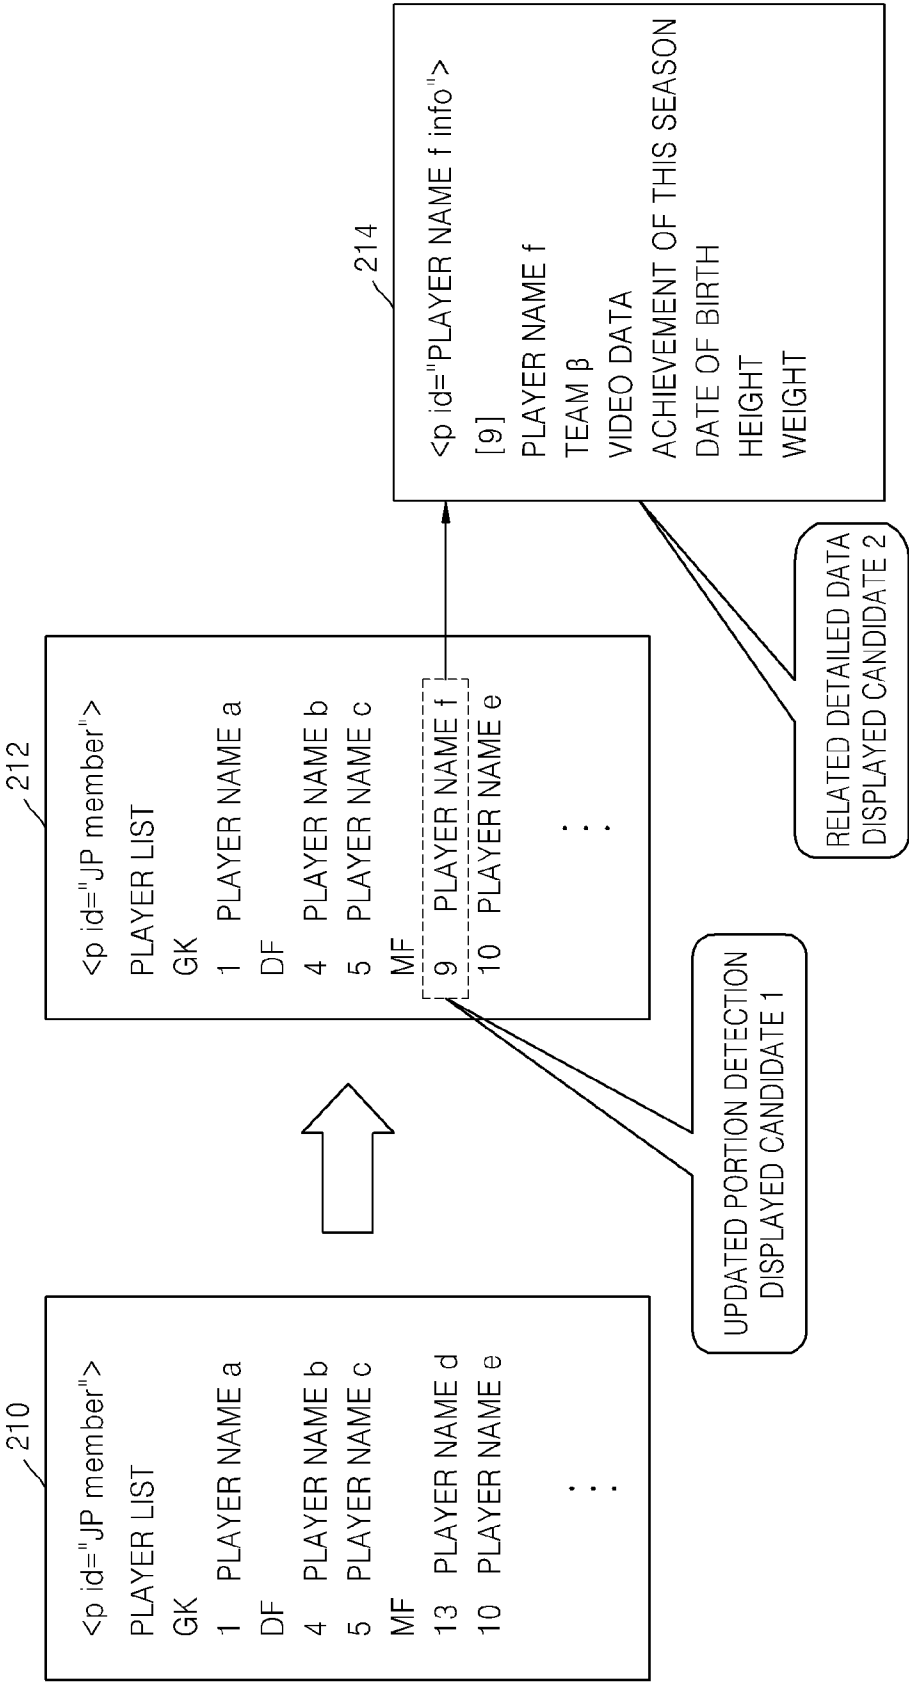 210
<p id="JP member">
PLAYER LIST
GK
1 PLAYER NAME a
DF
4 PLAYER NAME b
5 PLAYER NAME c
MF
13 PLAYER NAME d
10 PLAYER NAME e
...
212
<p id="JP member">
PLAYER LIST
GK
1 PLAYER NAME a
DF
4 PLAYER NAME b
5 PLAYER NAME c
MF
9 PLAYER NAME f
10 PLAYER NAME e
...
UPDATED PORTION DETECTION
DISPLAYED CANDIDATE 1
214
<p id="PLAYER NAME f info">
[9]
PLAYER NAME f
TEAM β
VIDEO DATA
ACHIEVEMENT OF THIS SEASON
DATE OF BIRTH
HEIGHT
WEIGHT
RELATED DETAILED DATA
DISPLAYED CANDIDATE 2